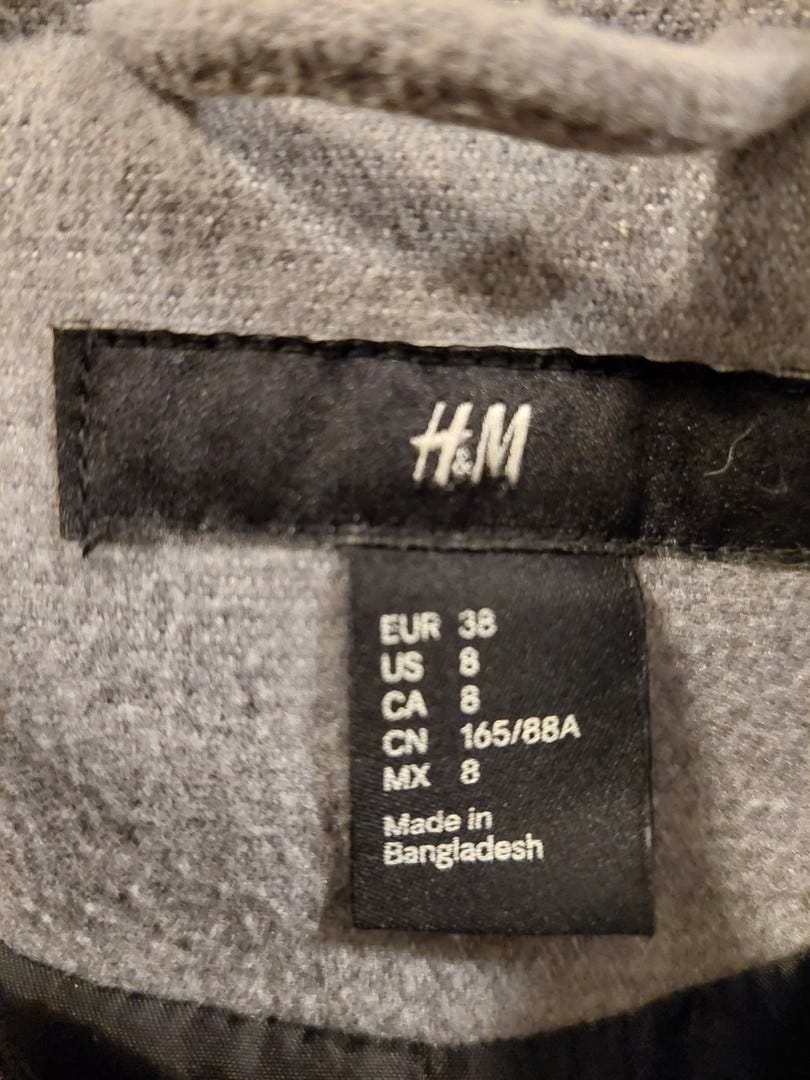 H&M
EUR 38
US 8
CA 8
CN 165/88A
MX 8
Made in
Bangladesh